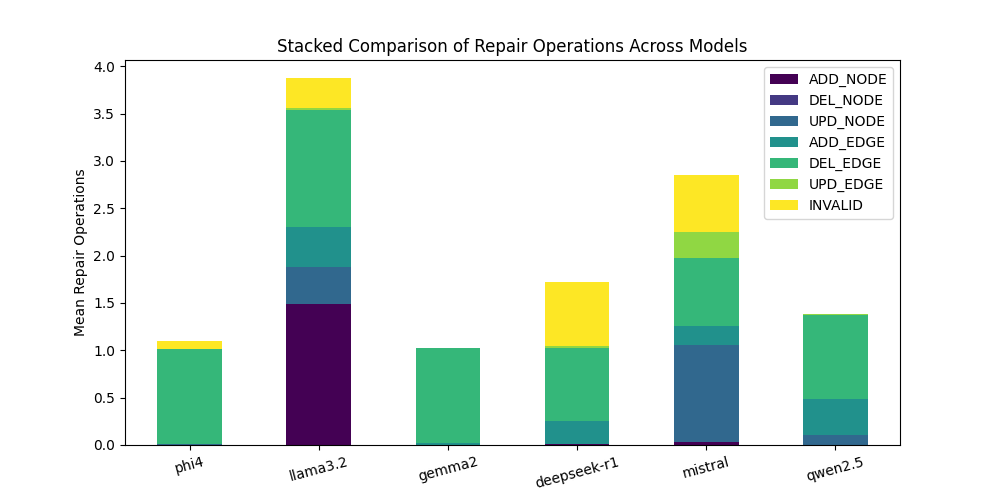 Stacked Comparison of Repair Operations Across Models
Mean Repair Operations
4.0
3.5
3.0
2.5
2.0
1.5
1.0
0.5
0.0
ADD_NODE
DEL_NODE
UPD_NODE
ADD_EDGE
DEL_EDGE
UPD_EDGE
INVALID
phi4
llama3.2
gemma2
deepseek-r1
mistral
qwen2.5